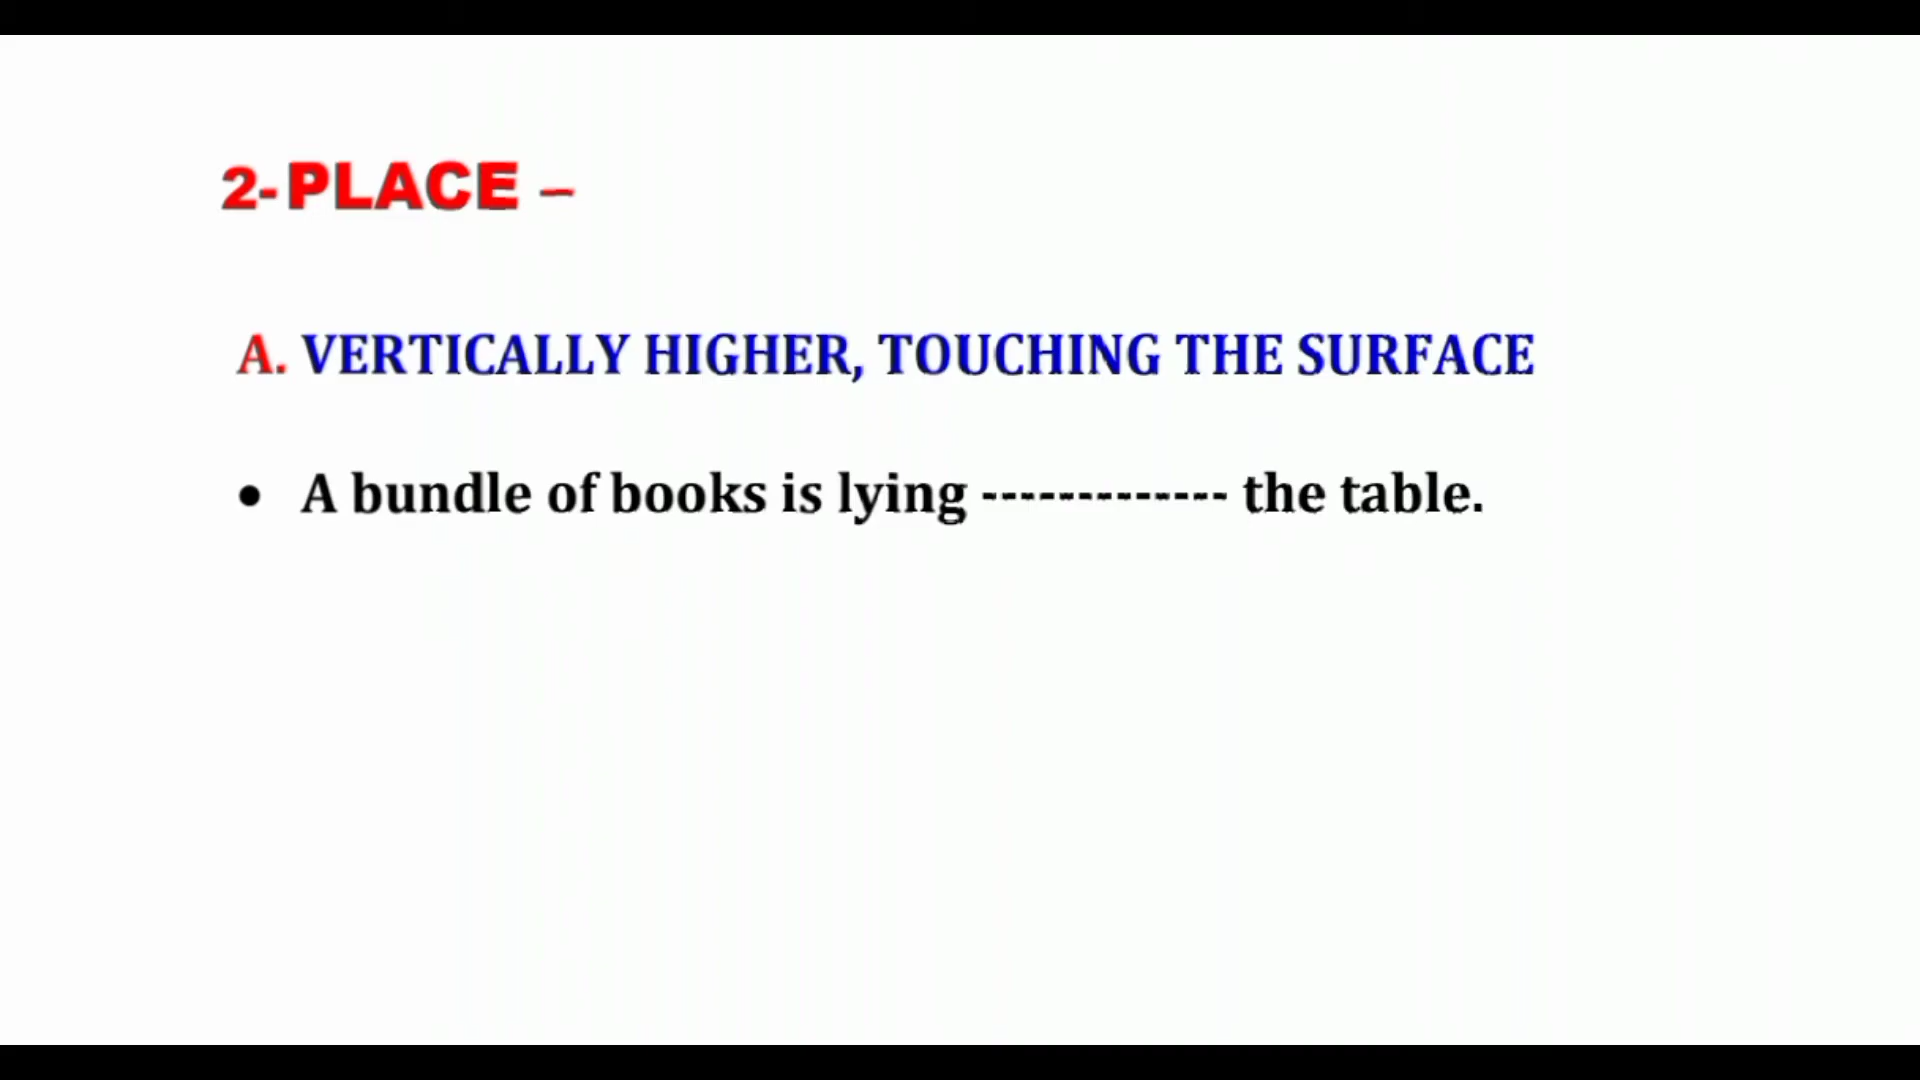 2- PLACE –
A. VERTICALLY HIGHER, TOUCHING THE SURFACE
• A bundle of books is lying ------------- the table.